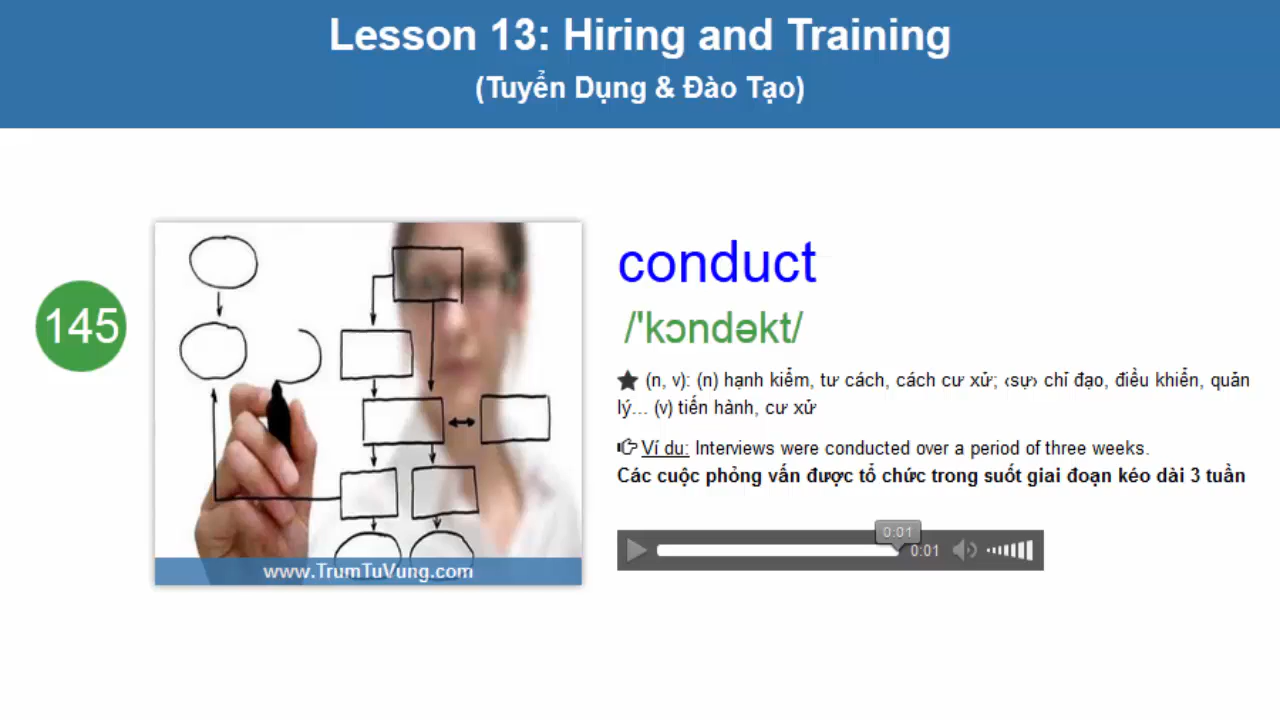 Lesson 13: Hiring and Training
(Tuyển Dụng & Đào Tạo)
145
conduct
/'kɔndəkt/
(n, v): (n) hạnh kiểm, tư cách, cách cư xử; ‹sự› chỉ đạo, điều khiển, quản
lý... (v) tiến hành, cư xử
Ví dụ: Interviews were conducted over a period of three weeks.
Các cuộc phỏng vấn được tổ chức trong suốt giai đoạn kéo dài 3 tuần
0:01
0:01
www.TrumTuVung.com